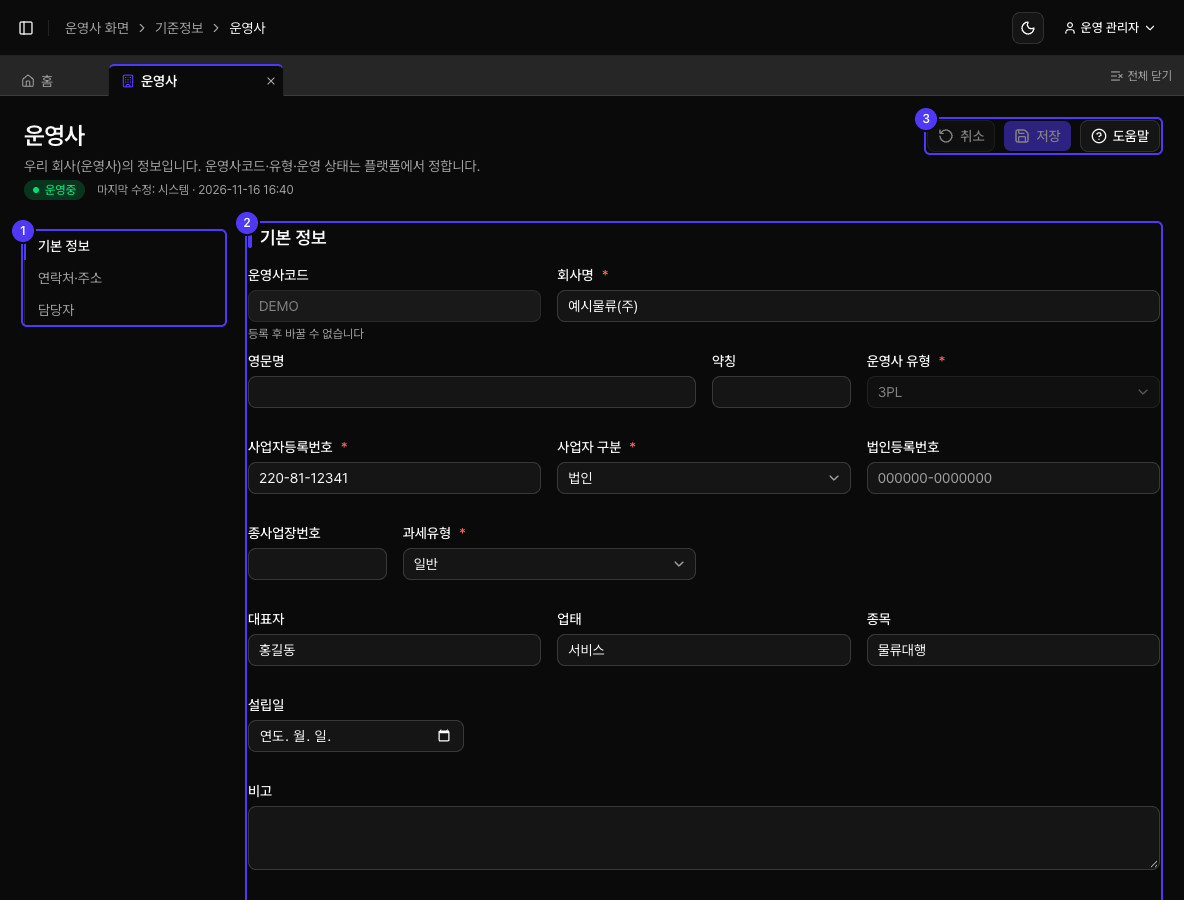 운영사 화면 > 기준정보 > 운영사
운영 관리자
홈
운영사
전체 닫기
운영사
우리 회사(운영사)의 정보입니다. 운영사코드·유형·운영 상태는 플랫폼에서 정합니다.
운영중 마지막 수정: 시스템 · 2026-11-16 16:40
3
취소
저장
도움말
1
기본 정보
연락처·주소
담당자
2
기본 정보
운영사코드 회사명 *
DEMO 예시물류(주)
등록 후 바꿀 수 없습니다
영문명 약칭 운영사 유형 *
3PL
사업자등록번호 * 사업자 구분 * 법인등록번호
220-81-12341 법인 000000-0000000
종사업장번호 과세유형 *
일반
대표자 업태 종목
홍길동 서비스 물류대행
설립일
연도. 월. 일.
비고